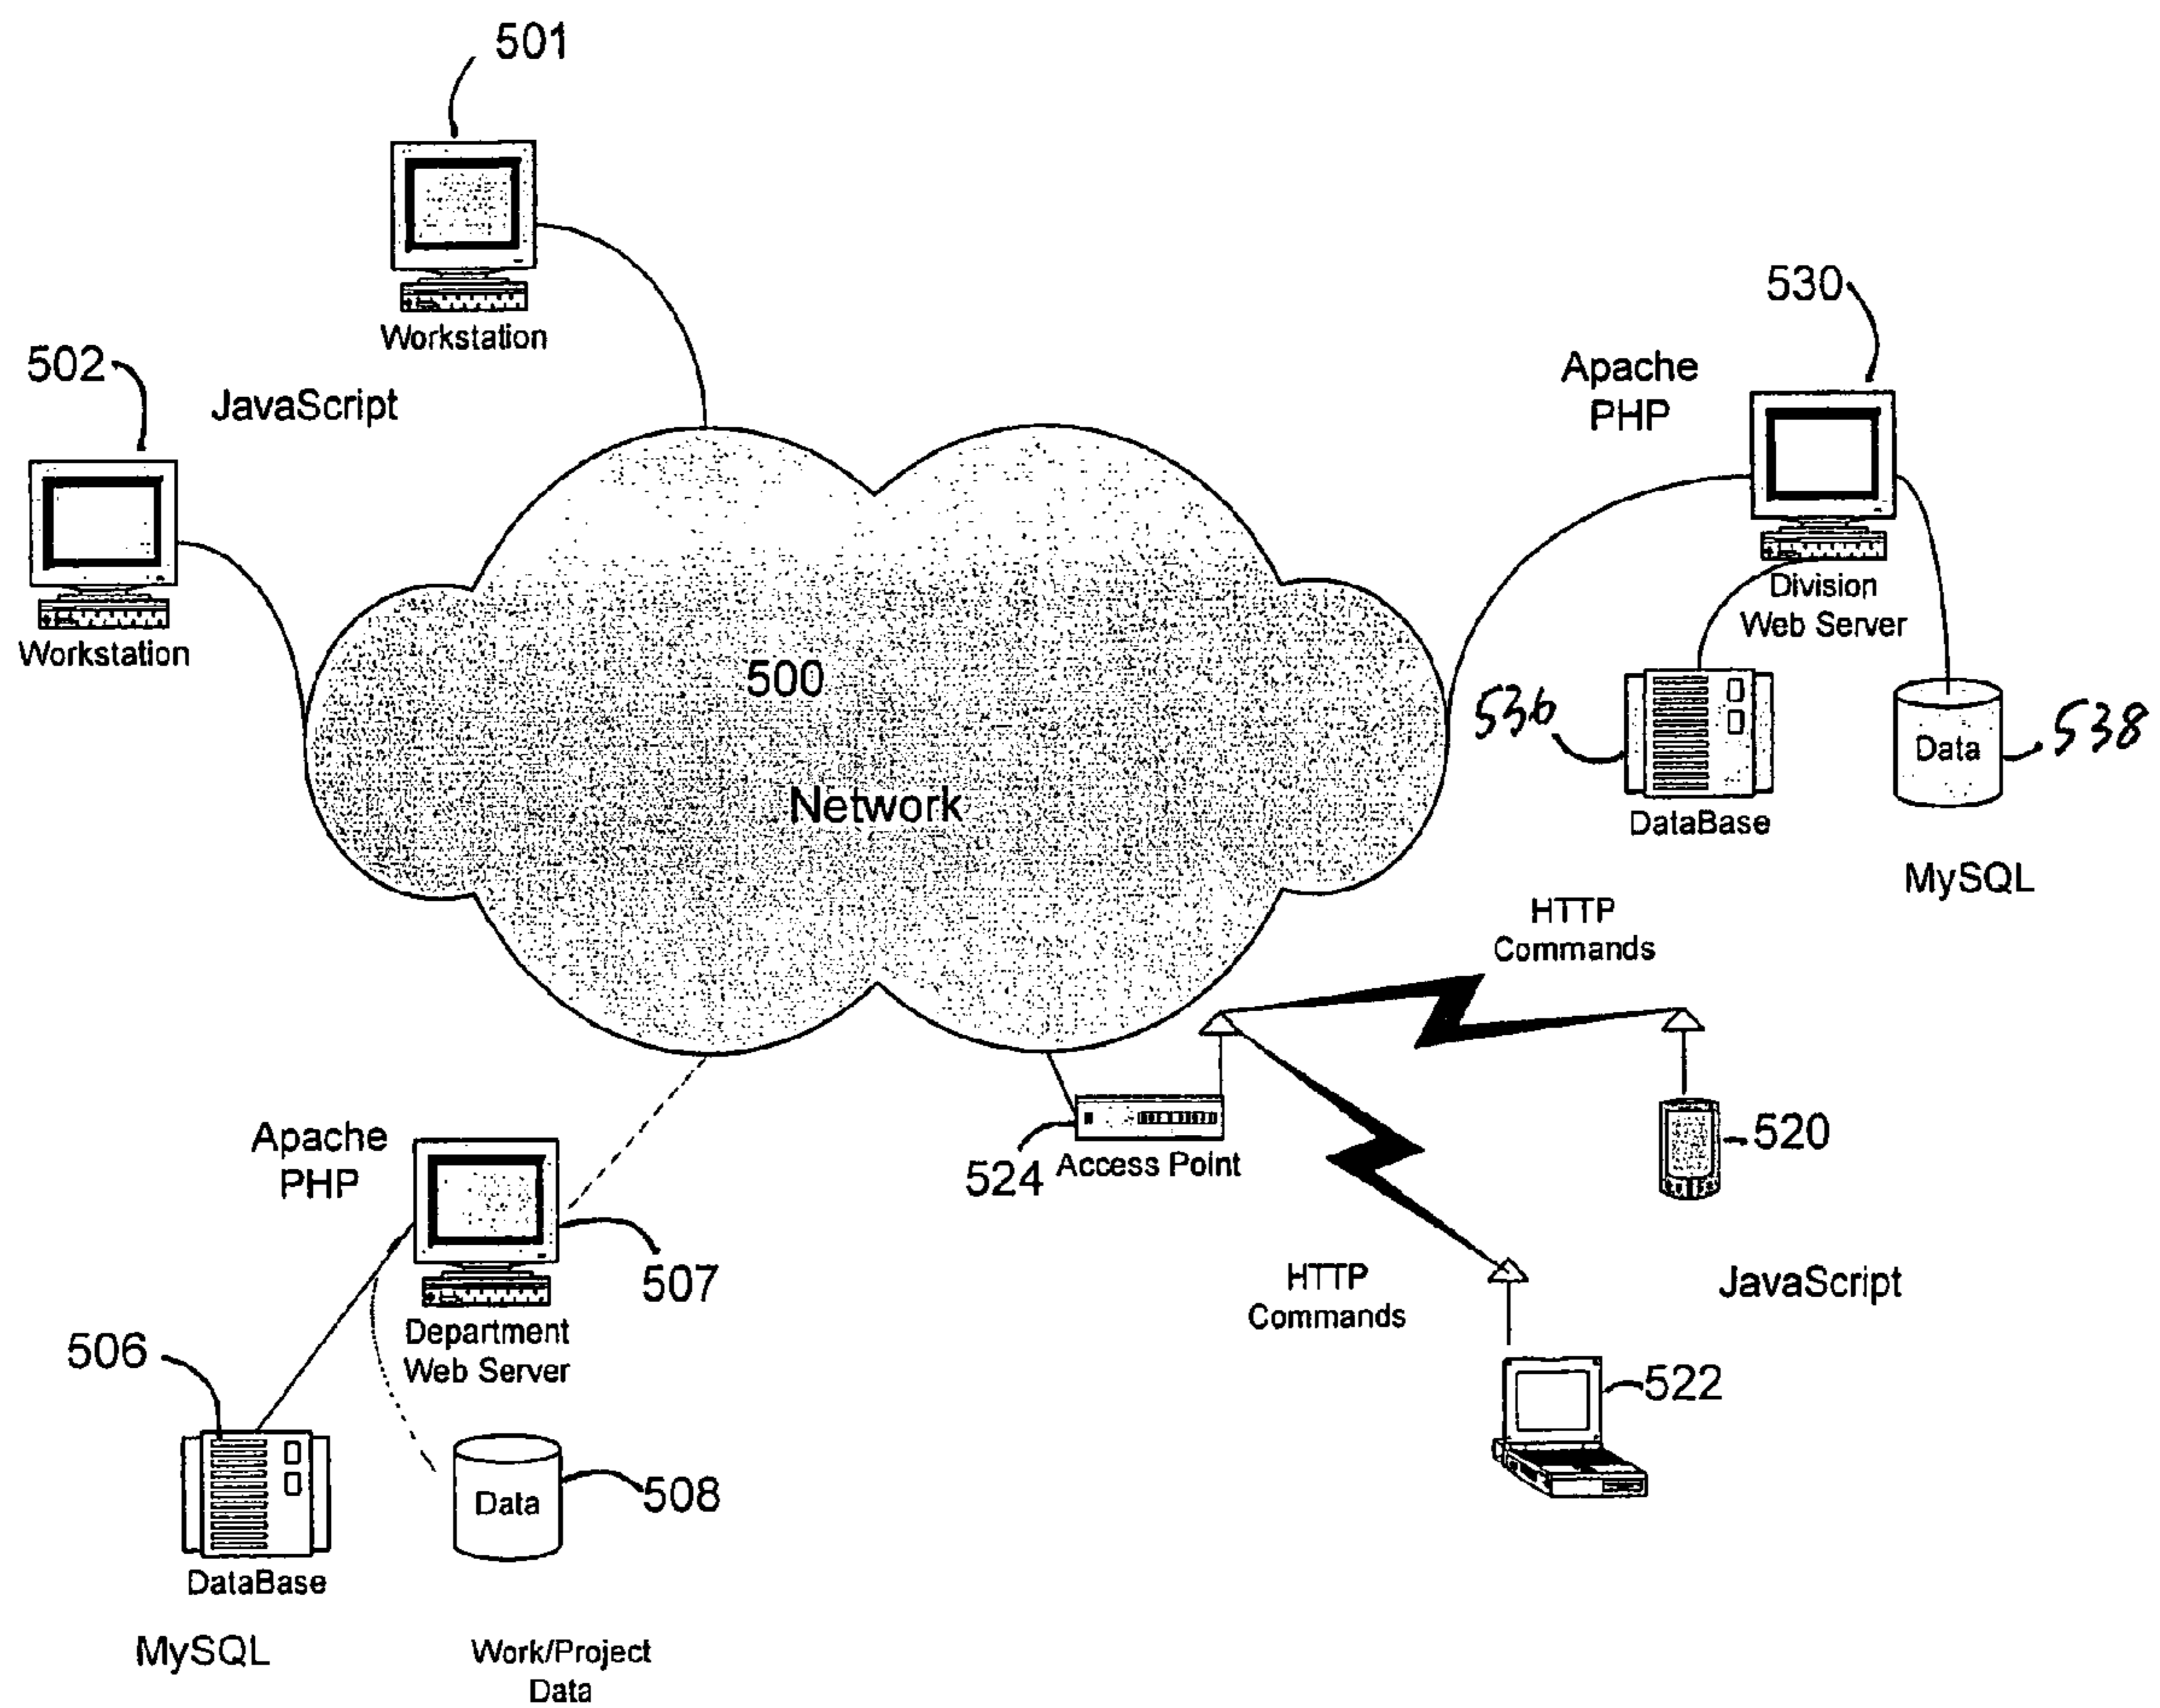 501
Workstation
502
JavaScript
Workstation
530
Apache
PHP
Division
Web Server
500
Network
536
DataBase
Data
538
MySQL
HTTP
Commands
524
Access Point
520
JavaScript
HTTP
Commands
522
Apache
PHP
507
Department
Web Server
506
DataBase
MySQL
Data
508
Work/Project
Data